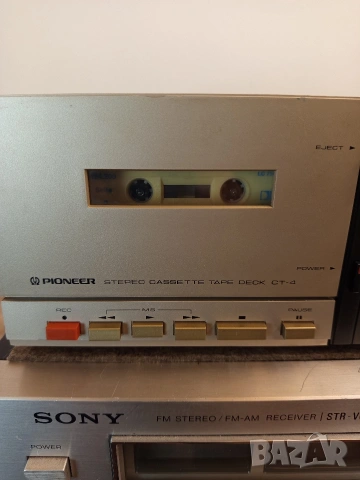 EJECT ►
POWER ►
PIONEER STEREO CASSETTE TAPE DECK CT-4
REC MS PAUSE
● ◄◄ ► ►► ■ ❚❚
SONY FM STEREO / FM-AM RECEIVER STR-V
POWER
BAZAR